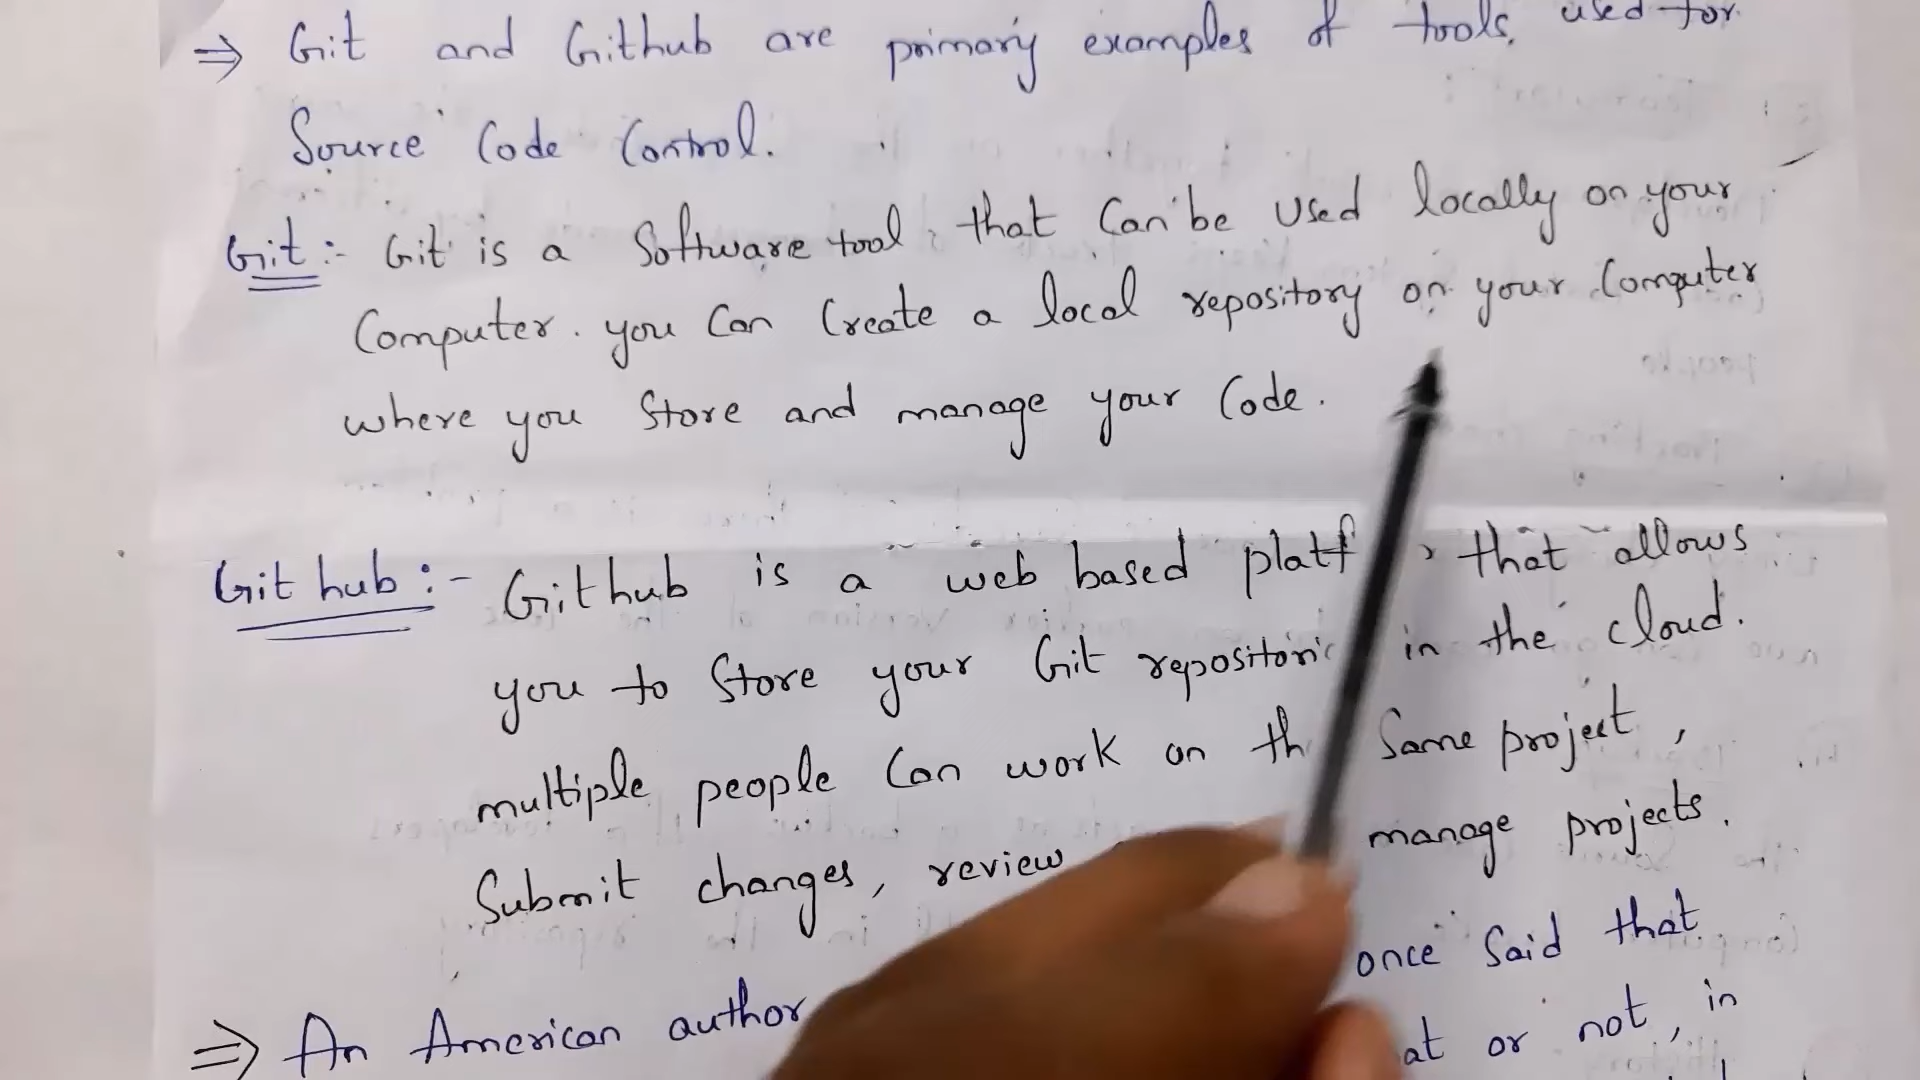 ⇒ Git and Github are primary examples of tools used for
Source Code Control.
Git :- Git is a Software tool that Can be Used locally on your
Computer. you Can Create a local repository on your Computer
where you Store and manage your Code.
Git hub :- Github is a web based platf that allows
you to Store your Git repositori in the cloud.
multiple people Can work on th Same project,
Submit changes, review manage projects.
⇒ An American author once Said that
at or not, in